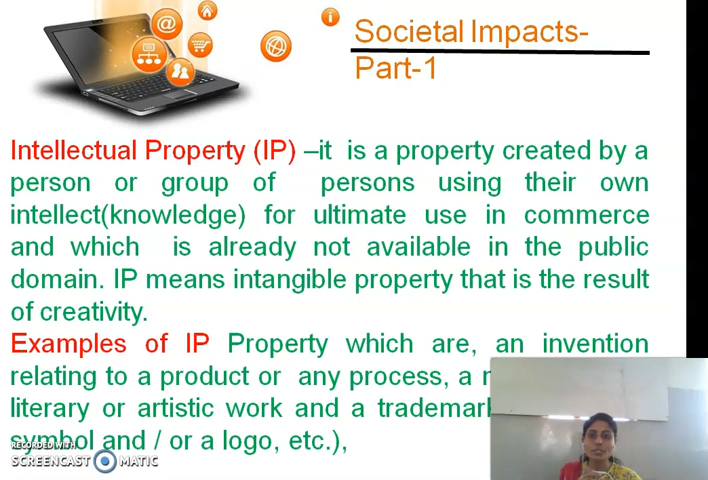 Societal Impacts-
Part-1
Intellectual Property (IP) –it is a property created by a
person or group of persons using their own
intellect(knowledge) for ultimate use in commerce
and which is already not available in the public
domain. IP means intangible property that is the result
of creativity.
Examples of IP Property which are, an invention
relating to a product or any process, a
literary or artistic work and a trademark
symbol and / or a logo, etc.),
RECORDED WITH
SCREENCAST MATIC